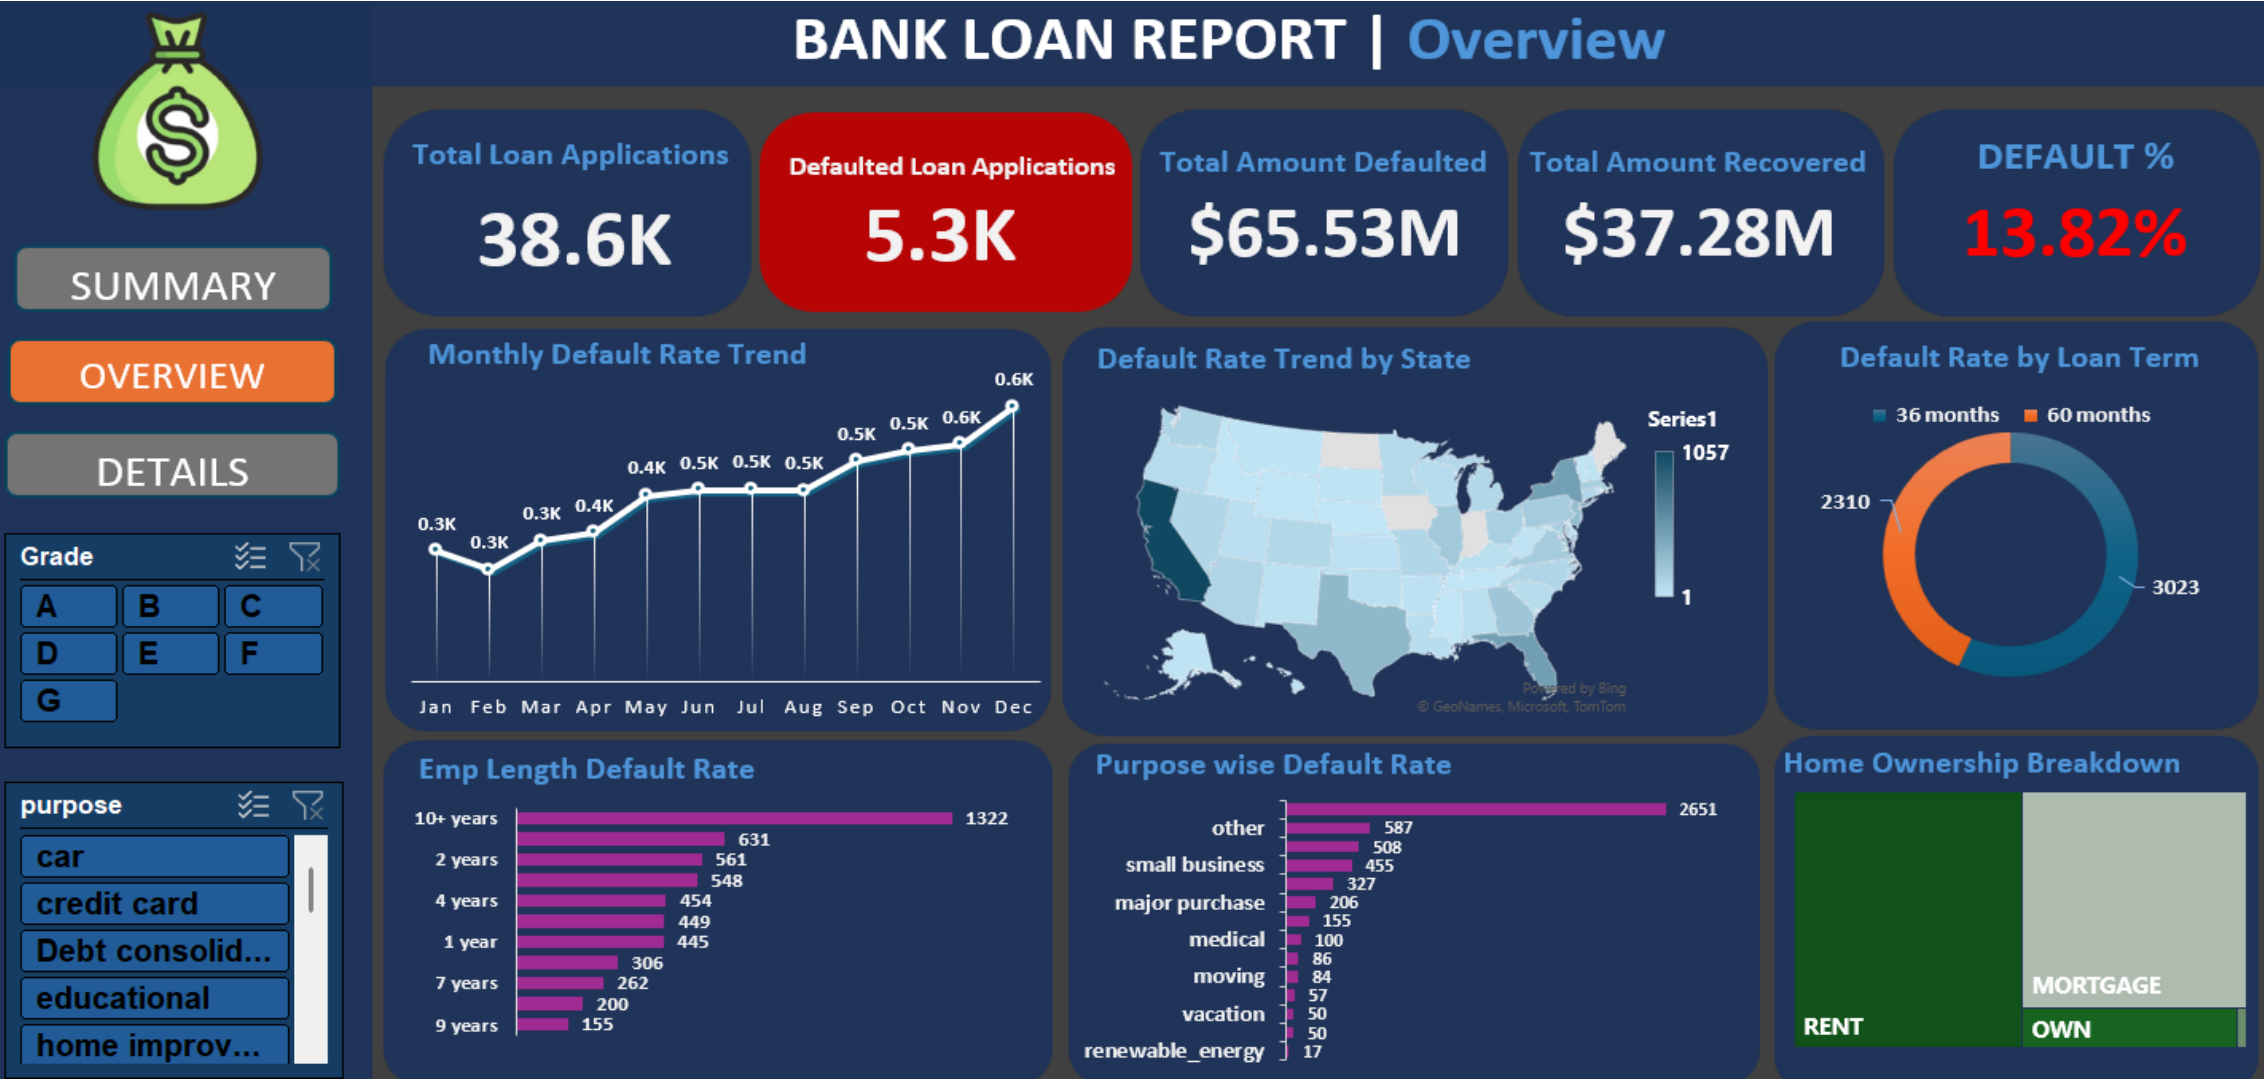 BANK LOAN REPORT | Overview
$
SUMMARY
OVERVIEW
DETAILS
Grade
A B C
D E F
G
purpose
car
credit card
Debt consolid...
educational
home improv...
Total Loan Applications
38.6K
Defaulted Loan Applications
5.3K
Total Amount Defaulted
$65.53M
Total Amount Recovered
$37.28M
DEFAULT %
13.82%
Monthly Default Rate Trend
0.3K 0.3K 0.3K 0.4K 0.4K 0.5K 0.5K 0.5K 0.5K 0.5K 0.6K 0.6K
Jan Feb Mar Apr May Jun Jul Aug Sep Oct Nov Dec
Default Rate Trend by State
Series1
1057
1
Powered by Bing
© GeoNames, Microsoft, TomTom
Default Rate by Loan Term
36 months 60 months
2310
3023
Emp Length Default Rate
10+ years 1322
631
2 years 561
548
4 years 454
449
1 year 445
306
7 years 262
200
9 years 155
Purpose wise Default Rate
2651
other 587
508
small business 455
327
major purchase 206
155
medical 100
86
moving 84
57
vacation 50
50
renewable_energy 17
Home Ownership Breakdown
RENT
MORTGAGE
OWN